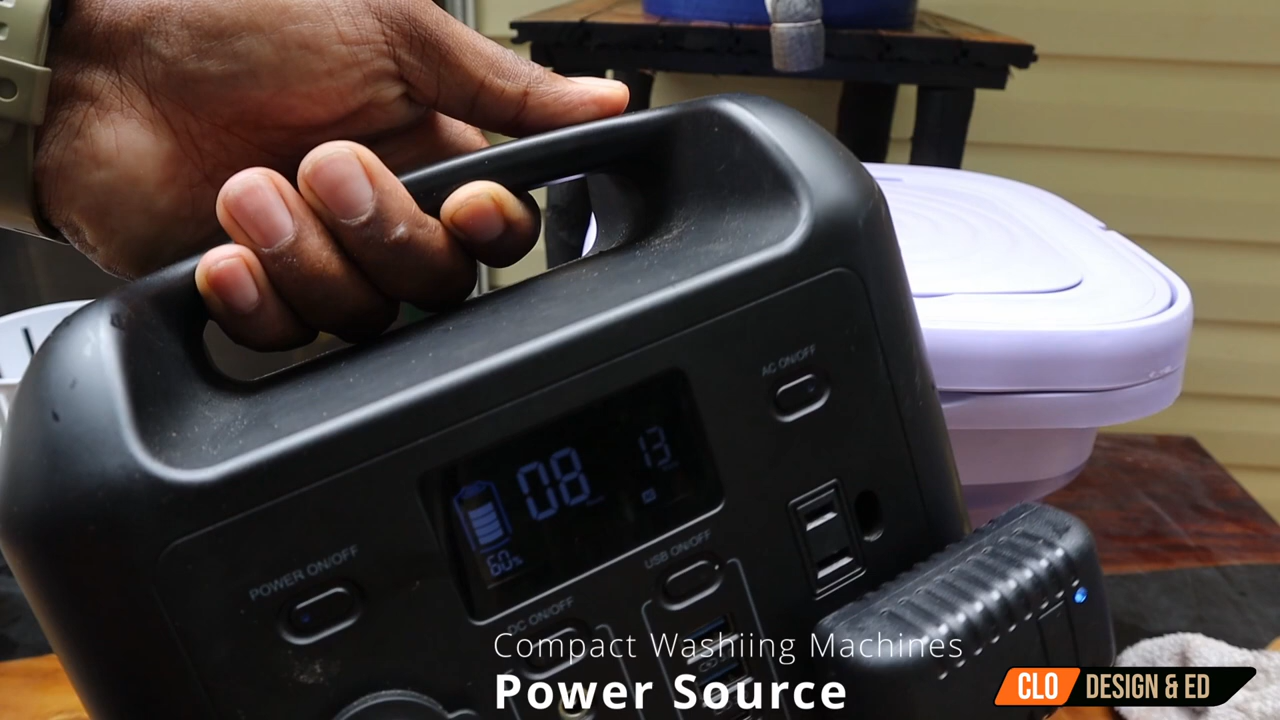 AC ON/OFF
08
13
60%
POWER ON/OFF
USB ON/OFF
DC ON/OFF
Compact Washiing Machines
Power Source
CLO DESIGN & ED